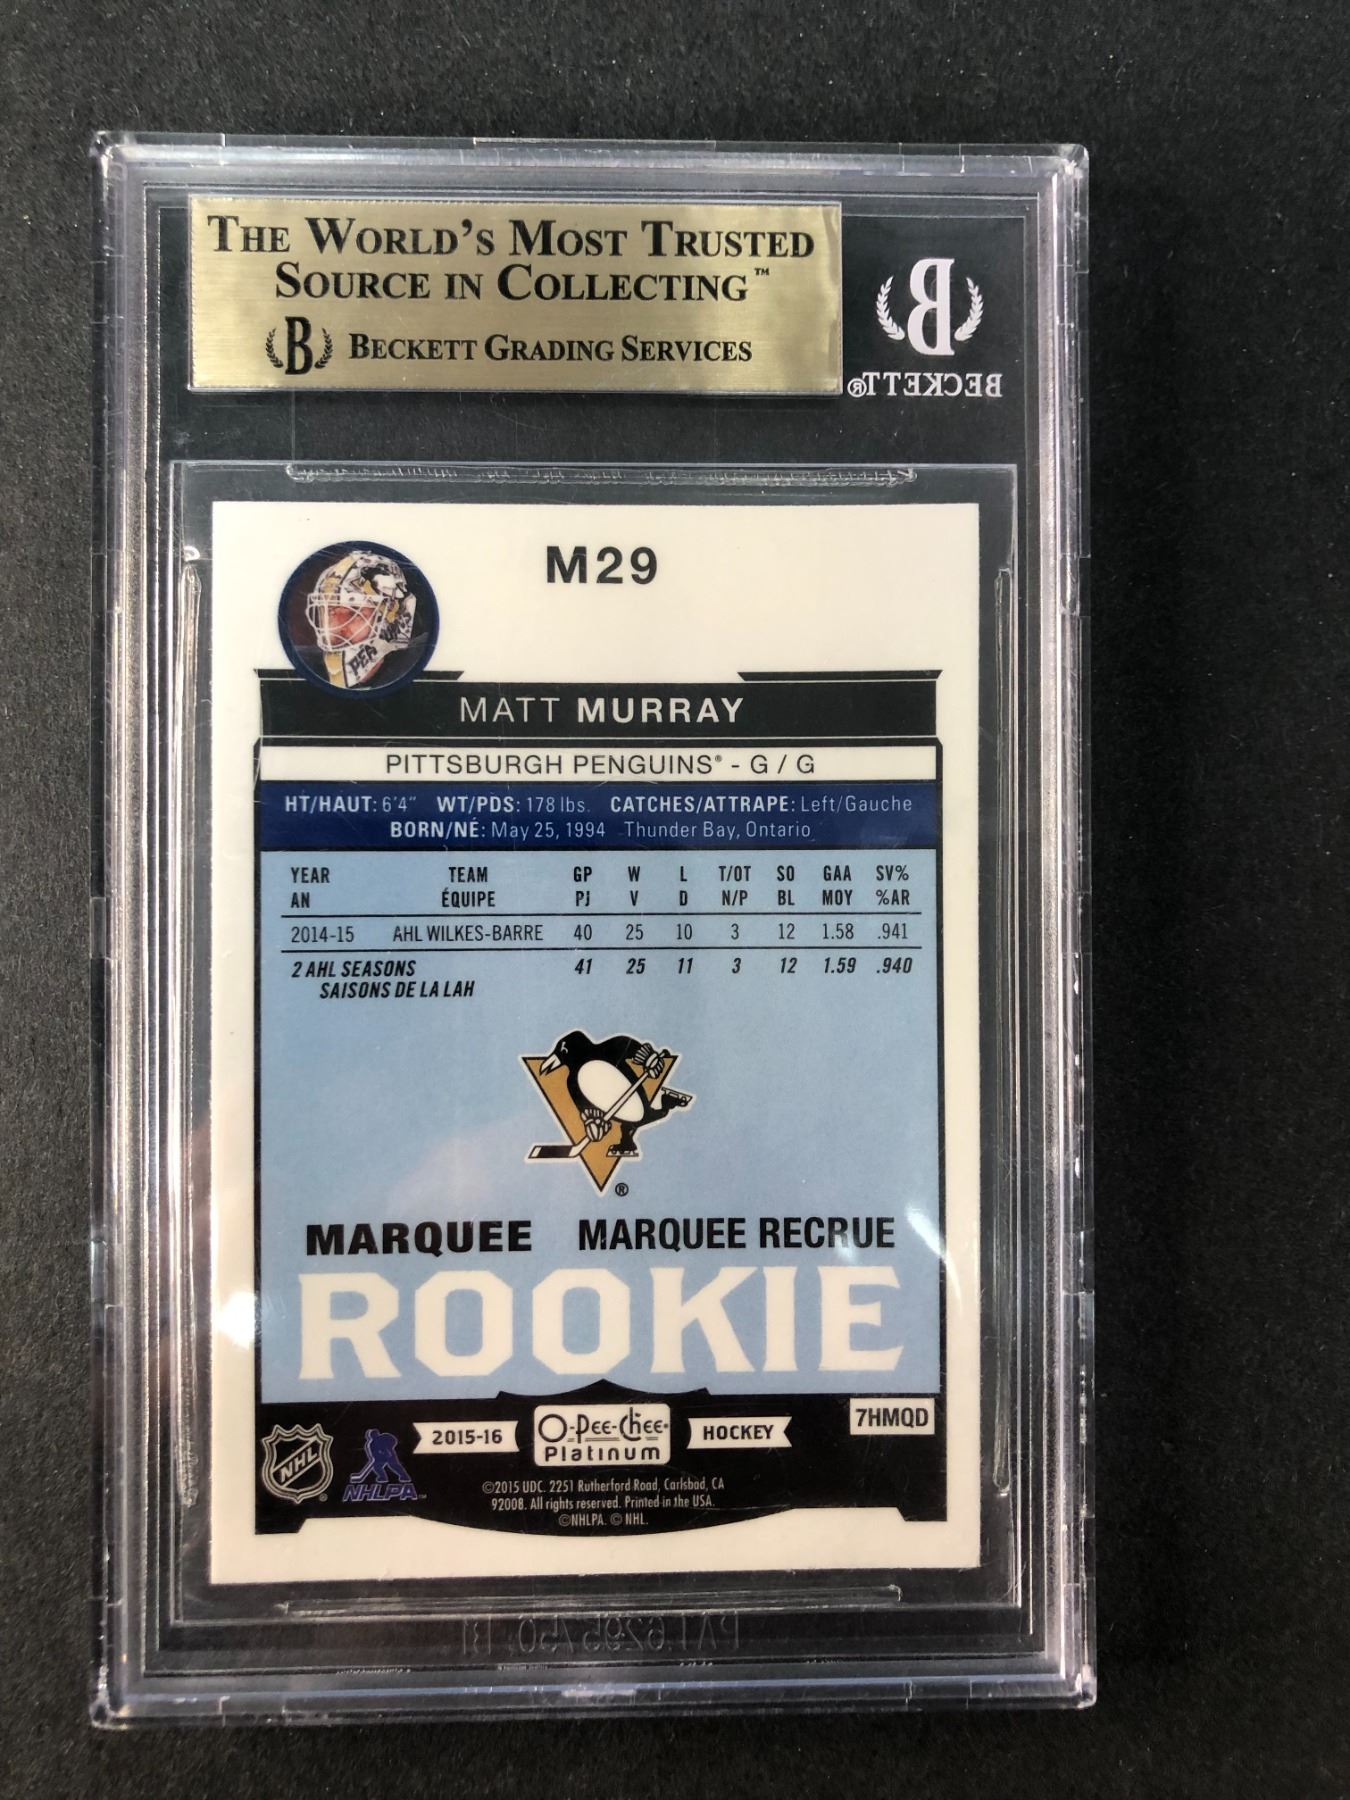 THE WORLD'S MOST TRUSTED
SOURCE IN COLLECTING™
B BECKETT GRADING SERVICES
B
BECKETT®
M29
MATT MURRAY
PITTSBURGH PENGUINS® - G / G
HT/HAUT: 6'4" WT/PDS: 178 lbs. CATCHES/ATTRAPE: Left/Gauche
BORN/NÉ: May 25, 1994 Thunder Bay, Ontario
YEAR TEAM GP W L T/OT SO GAA SV%
AN ÉQUIPE PJ V D N/P BL MOY %AR
2014-15 AHL WILKES-BARRE 40 25 10 3 12 1.58 .941
2 AHL SEASONS 41 25 11 3 12 1.59 .940
SAISONS DE LA LAH
®
MARQUEE MARQUEE RECRUE
ROOKIE
7HMQD
NHL ® NHLPA™ 2015-16 O-Pee-Chee® Platinum HOCKEY
©2015 UDC. 2251 Rutherford Road, Carlsbad, CA
92008. All rights reserved. Printed in the USA.
©NHLPA. © NHL.